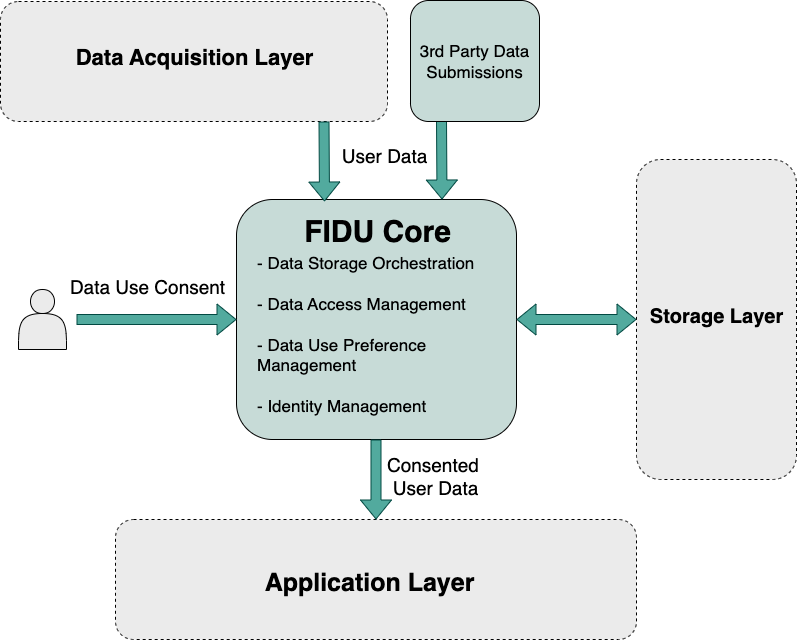 Data Acquisition Layer
3rd Party Data
Submissions
User Data
FIDU Core
- Data Storage Orchestration
- Data Access Management
- Data Use Preference
Management
- Identity Management
Data Use Consent
Storage Layer
Consented
User Data
Application Layer